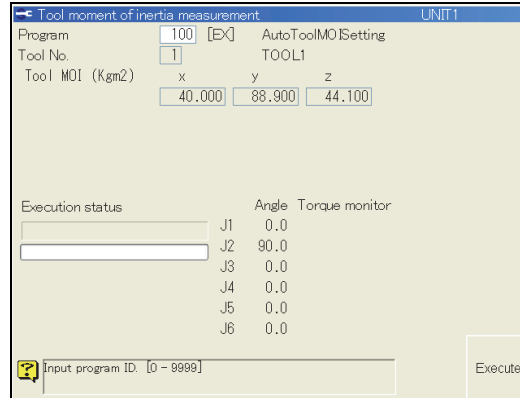 Tool moment of inertia measurement UNIT1
Program 100 [EX] AutoToolMOISetting
Tool No. 1 TOOL1
Tool MOI (Kgm2) x y z
40.000 88.900 44.100
Execution status Angle Torque monitor
J1 0.0
J2 90.0
J3 0.0
J4 0.0
J5 0.0
J6 0.0
Input program ID. [0 - 9999]
Execute